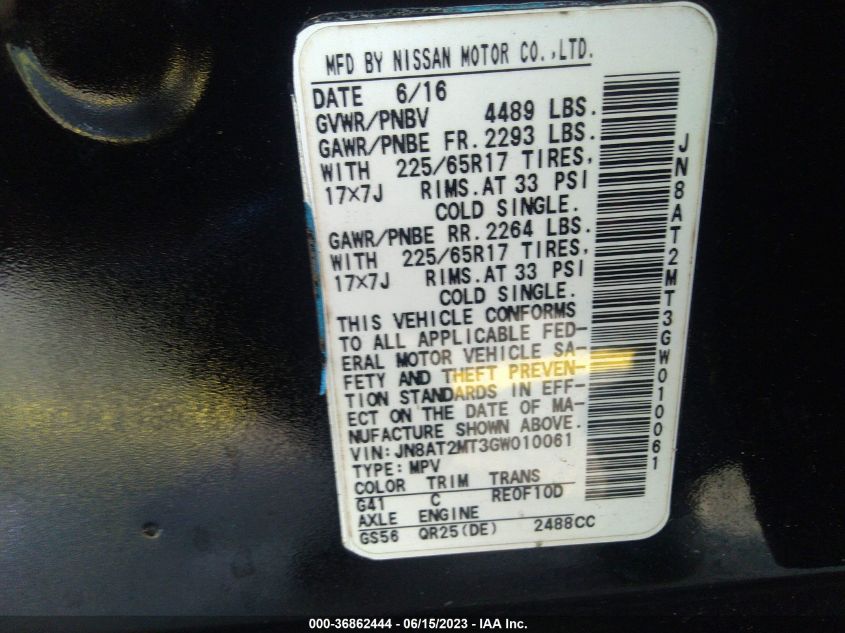 MFD BY NISSAN MOTOR CO.,LTD.
DATE 6/16
GVWR/PNBV 4489 LBS.
GAWR/PNBE FR. 2293 LBS.
WITH 225/65R17 TIRES,
17×7J RIMS.AT 33 PSI
COLD SINGLE.
GAWR/PNBE RR. 2264 LBS.
WITH 225/65R17 TIRES,
17×7J RIMS.AT 33 PSI
COLD SINGLE.
THIS VEHICLE CONFORMS
TO ALL APPLICABLE FED-
ERAL MOTOR VEHICLE SA-
FETY AND THEFT PREVEN-
TION STANDARDS IN EFF-
ECT ON THE DATE OF MA-
NUFACTURE SHOWN ABOVE.
VIN:JN8AT2MT3GW010061
TYPE:MPV
COLOR TRIM TRANS
G41 C RE0F10D
AXLE ENGINE
GS56 QR25(DE) 2488CC
JN8AT2MT3GW010061
000-36862444 - 06/15/2023 - IAA Inc.